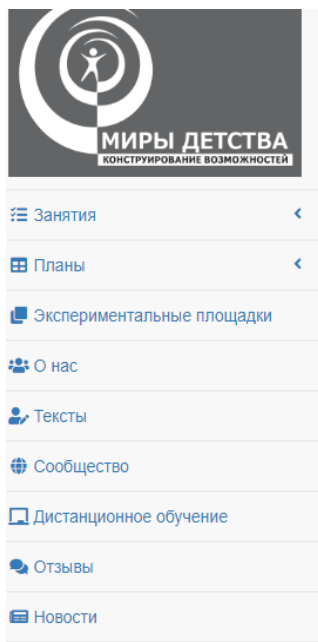 МИРЫ ДЕТСТВА
КОНСТРУИРОВАНИЕ ВОЗМОЖНОСТЕЙ
Занятия
Планы
Экспериментальные площадки
О нас
Тексты
Сообщество
Дистанционное обучение
Отзывы
Новости